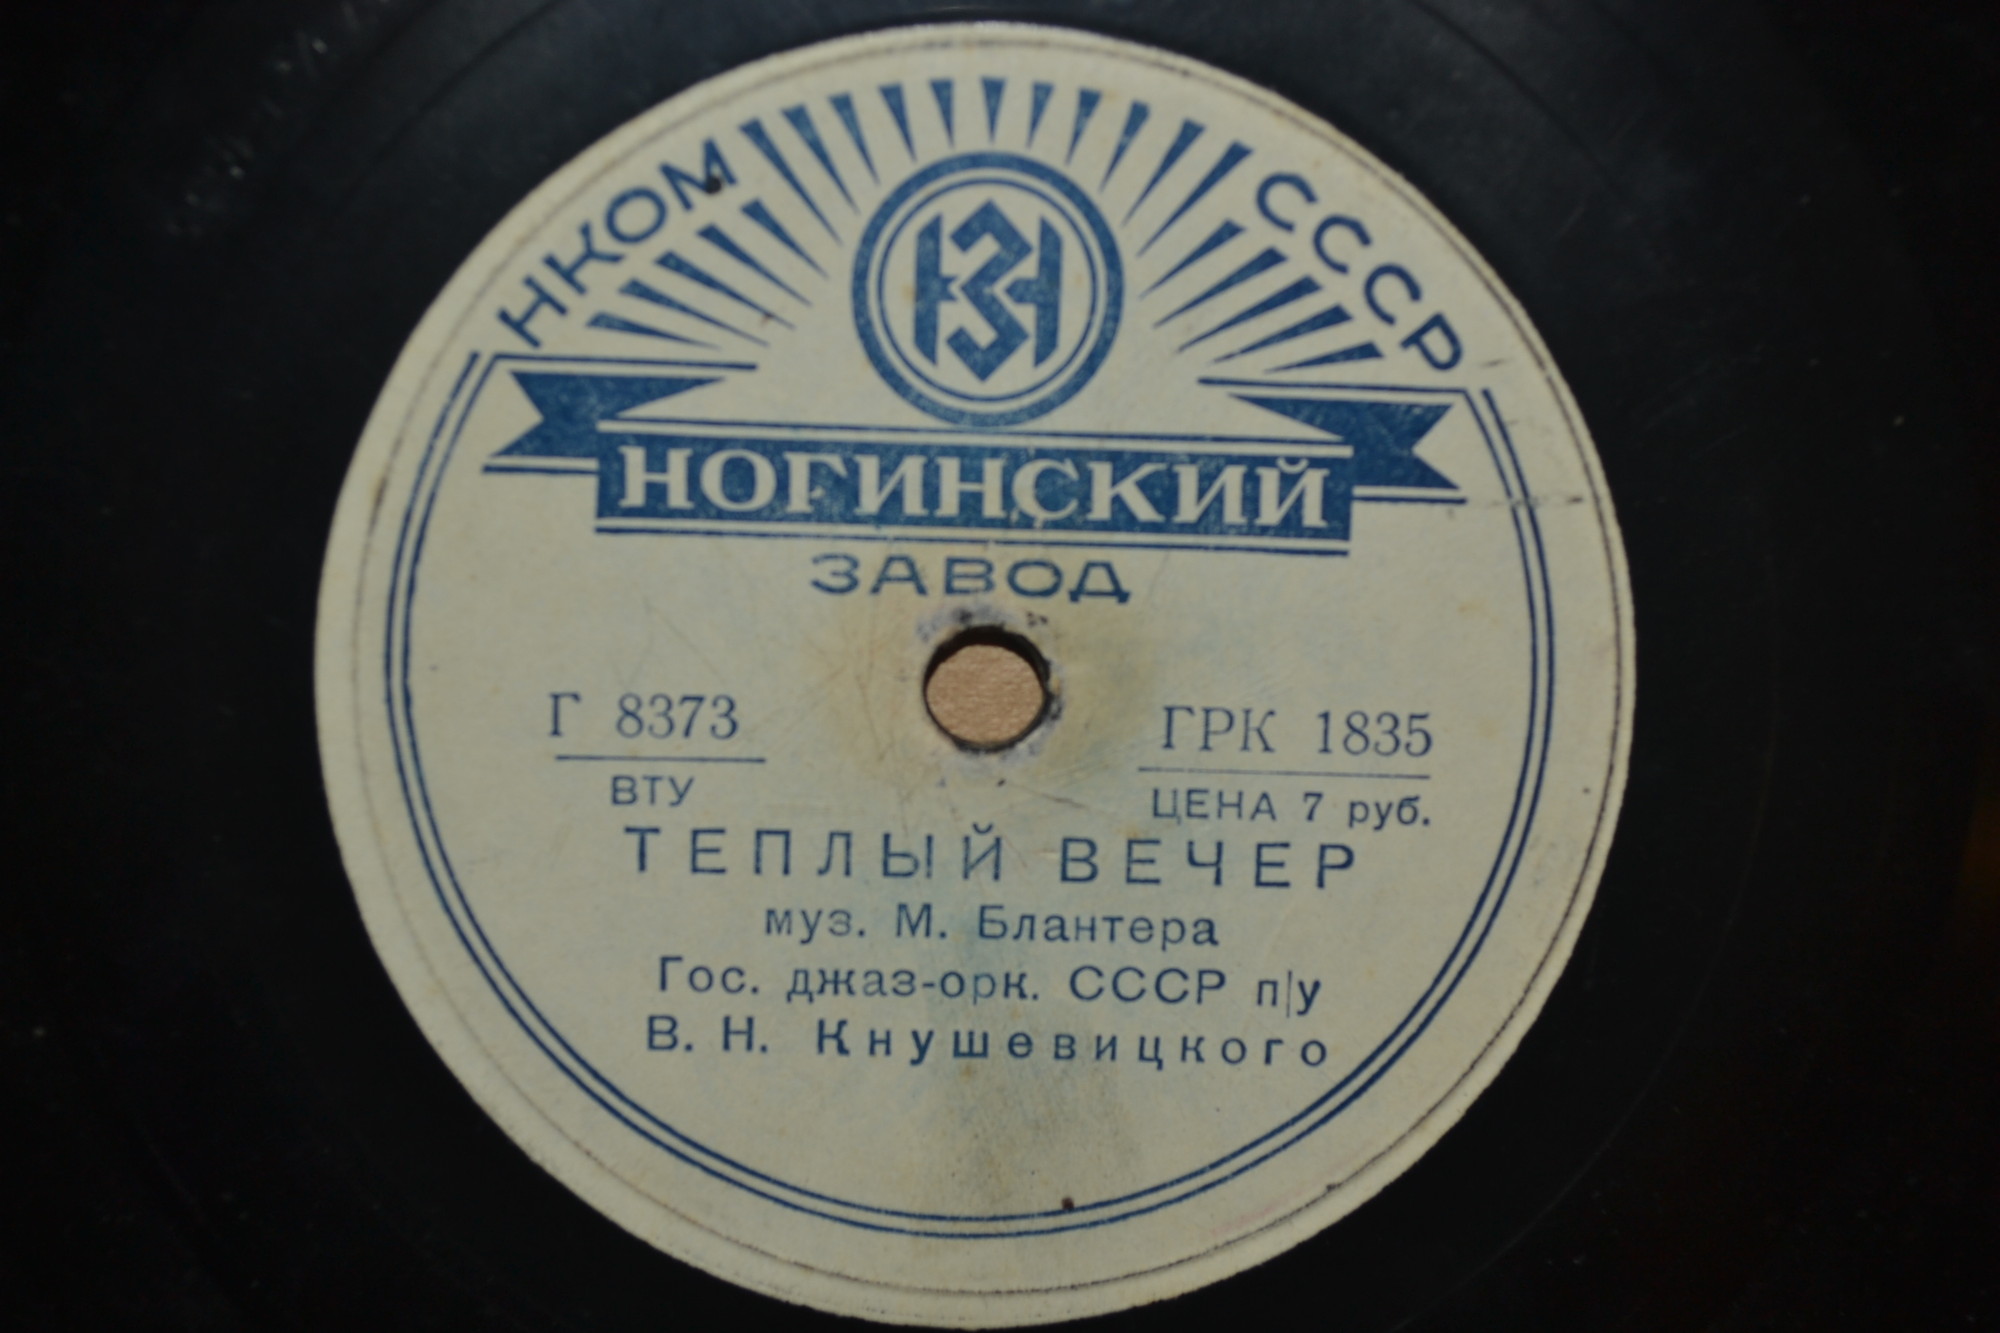 НКОМ СССР
НЗН
НОГИНСКИЙ
ЗАВОД
Г 8373
ВТУ
ГРК 1835
ЦЕНА 7 руб.
ТЕПЛЫЙ ВЕЧЕР
муз. М. Блантера
Гос. джаз-орк. СССР п/у
В. Н. Кнушевицкого